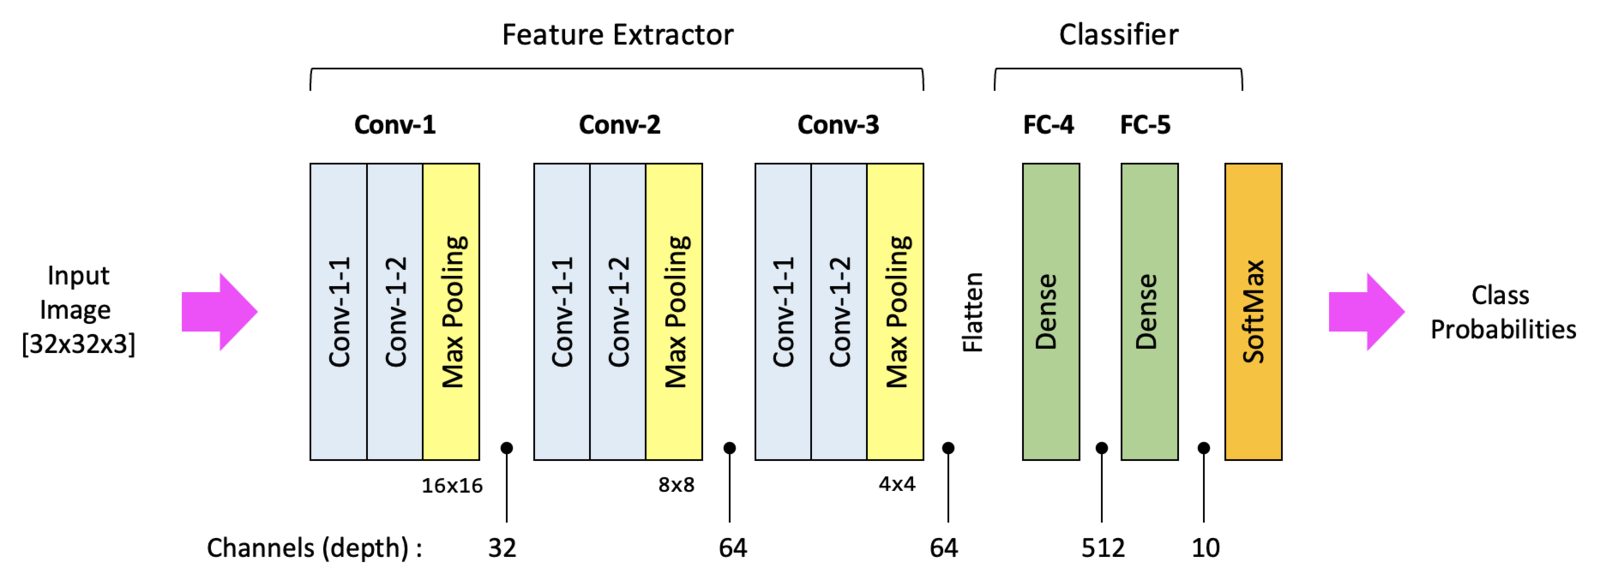 Feature Extractor
Classifier
Conv-1
Conv-2
Conv-3
FC-4
FC-5
Input
Image
[32x32x3]
Conv-1-1
Conv-1-2
Max Pooling
Conv-1-1
Conv-1-2
Max Pooling
Conv-1-1
Conv-1-2
Max Pooling
Flatten
Dense
Dense
SoftMax
Class
Probabilities
16x16
8x8
4x4
Channels (depth) : 32 64 64 512 10